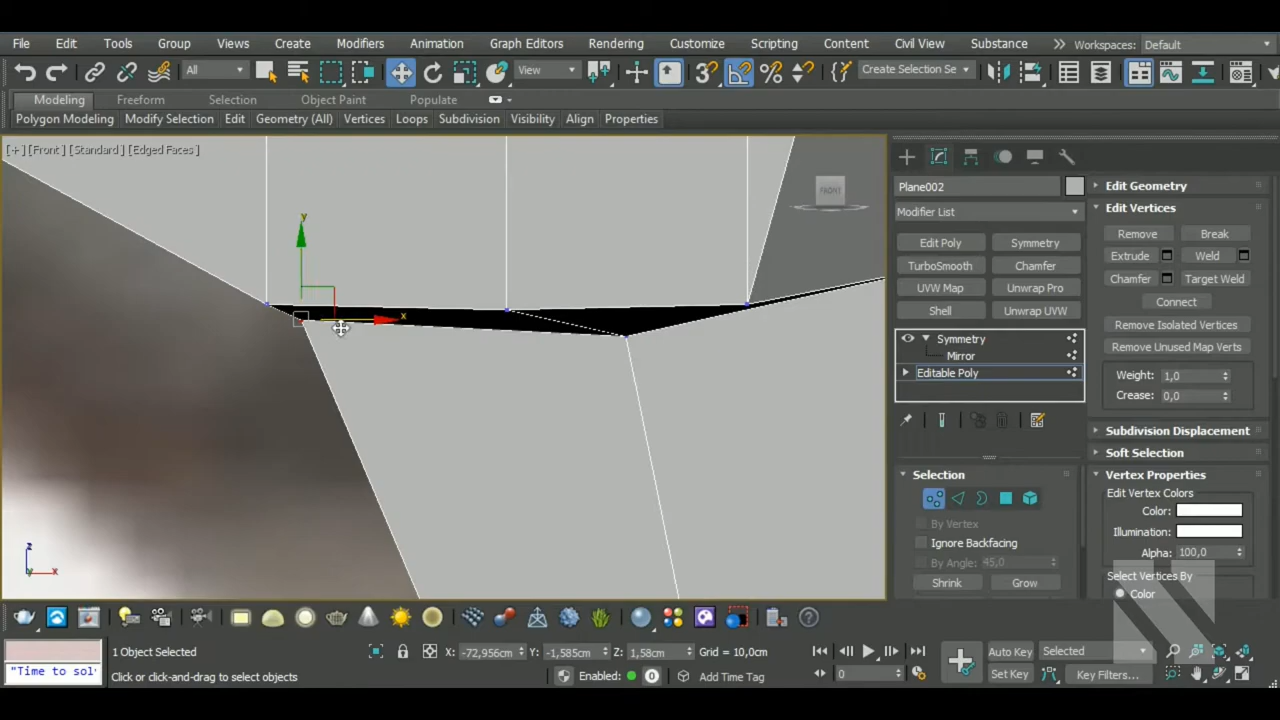 File Edit Tools Group Views Create Modifiers Animation Graph Editors Rendering Customize Scripting Content Civil View Substance Workspaces: Default
All View Create Selection Se
Modeling Freeform Selection Object Paint Populate
Polygon Modeling Modify Selection Edit Geometry (All) Vertices Loops Subdivision Visibility Align Properties
[+] [Front] [Standard] [Edged Faces]
FRONT
y
x
z
y
x
Plane002
Modifier List
Edit Poly Symmetry
TurboSmooth Chamfer
UVW Map Unwrap Pro
Shell Unwrap UVW
Symmetry
Mirror
Editable Poly
Selection
By Vertex
Ignore Backfacing
By Angle: 45,0
Shrink Grow
Edit Geometry
Edit Vertices
Remove Break
Extrude Weld
Chamfer Target Weld
Connect
Remove Isolated Vertices
Remove Unused Map Verts
Weight: 1,0
Crease: 0,0
Subdivision Displacement
Soft Selection
Vertex Properties
Edit Vertex Colors
Color:
Illumination:
Alpha: 100,0
Select Vertices By
Color
"Time to sol
1 Object Selected
Click or click-and-drag to select objects
X: -72,956cm Y: -1,585cm Z: 1,58cm Grid = 10,0cm
Enabled: 0 Add Time Tag
0
Auto Key Selected
Set Key Key Filters...